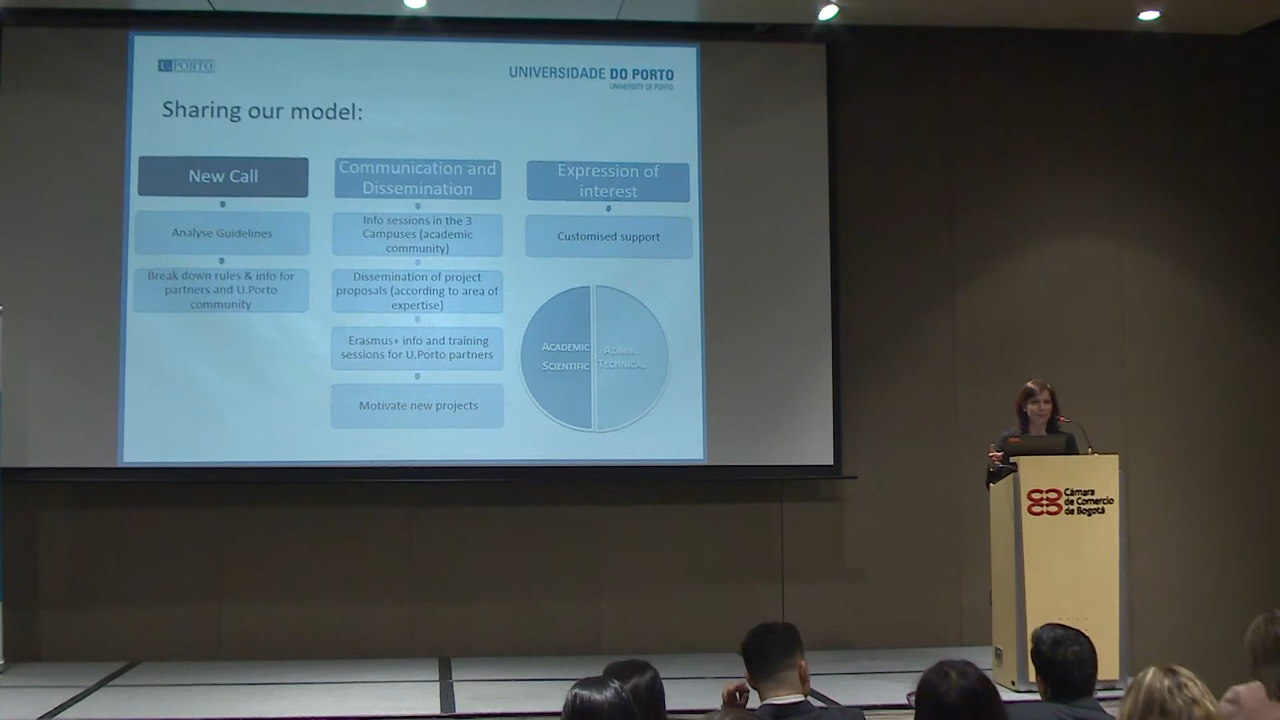 U.PORTO
UNIVERSIDADE DO PORTO
UNIVERSITY OF PORTO
Sharing our model:
New Call
Analyse Guidelines
Break down rules & info for
partners and U.Porto
community
Communication and
Dissemination
Info sessions in the 3
Campuses (academic
community)
Dissemination of project
proposals (according to area of
expertise)
Erasmus+ info and training
sessions for U.Porto partners
Motivate new projects
Expression of
interest
Customised support
ACADEMIC
SCIENTIFIC
ADMIN.
TECHNICAL
Cámara
de Comercio
de Bogotá